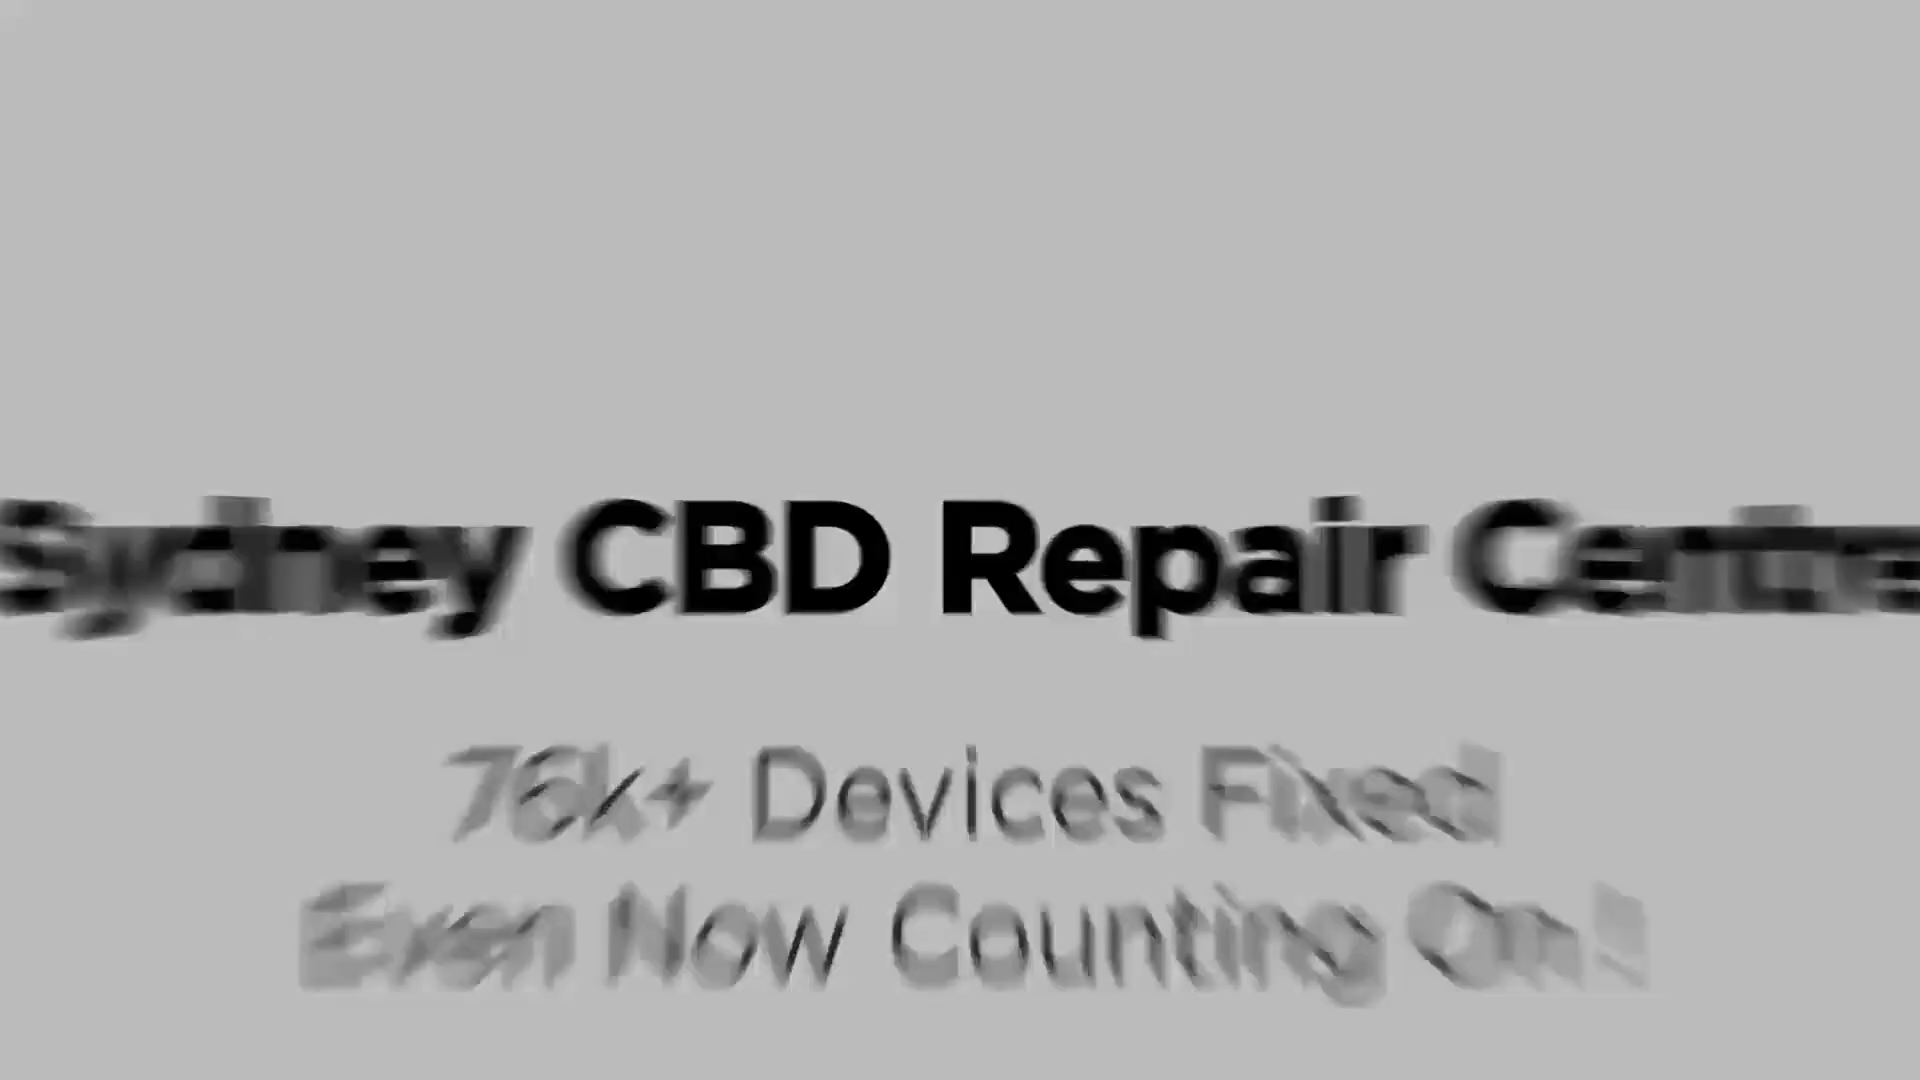 Sydney CBD Repair Centre
76k+ Devices Fixed
Even Now Counting On!